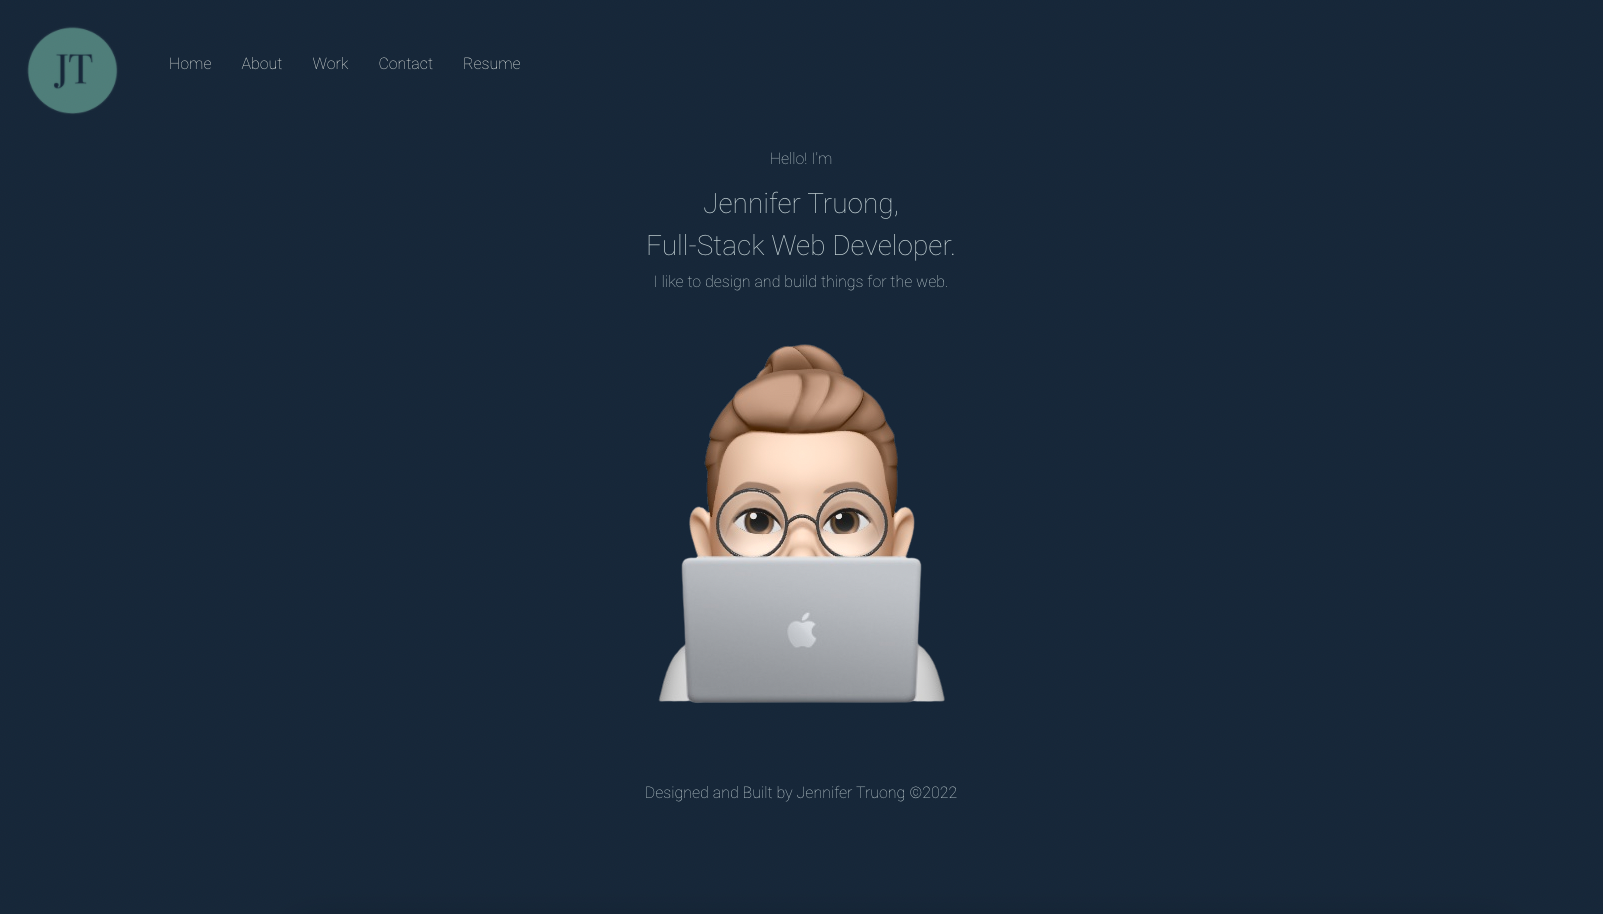 JT
Home About Work Contact Resume
Hello! I'm
Jennifer Truong,
Full-Stack Web Developer.
I like to design and build things for the web.
Designed and Built by Jennifer Truong ©2022